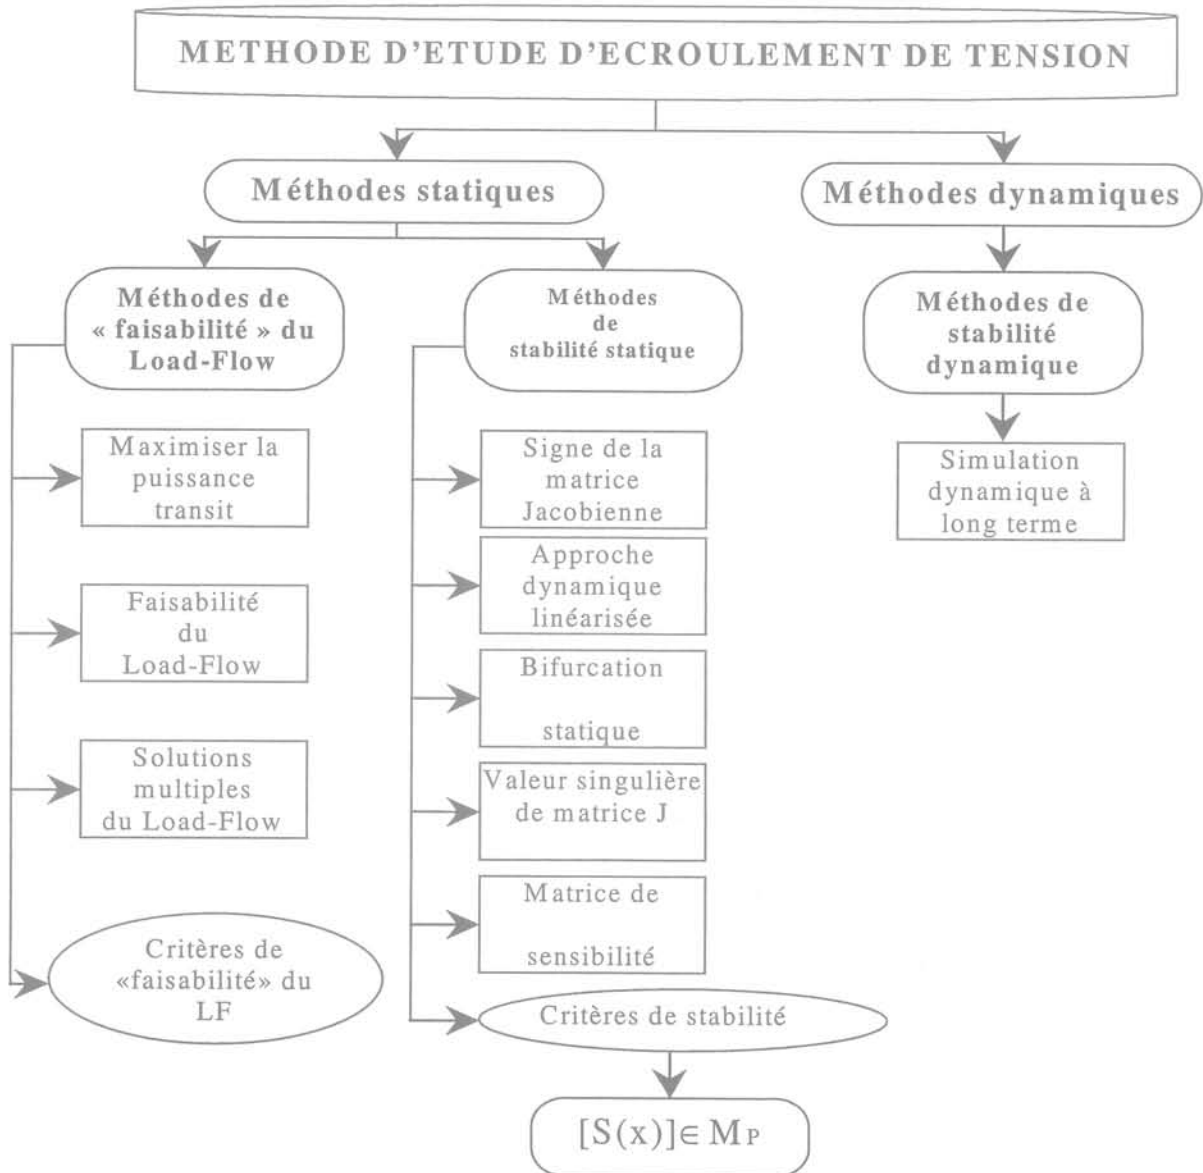 METHODE D'ETUDE D'ECROULEMENT DE TENSION
Méthodes statiques
Méthodes dynamiques
Méthodes de
« faisabilité » du
Load-Flow
Méthodes
de
stabilité statique
Méthodes de
stabilité
dynamique
Maximiser la
puissance
transit
Faisabilité
du
Load-Flow
Solutions
multiples
du Load-Flow
Critères de
«faisabilité» du
LF
Signe de la
matrice
Jacobienne
Approche
dynamique
linéarisée
Bifurcation
statique
Valeur singulière
de matrice J
Matrice de
sensibilité
Critères de stabilité
[S(x)]∈ MP
Simulation
dynamique à
long terme